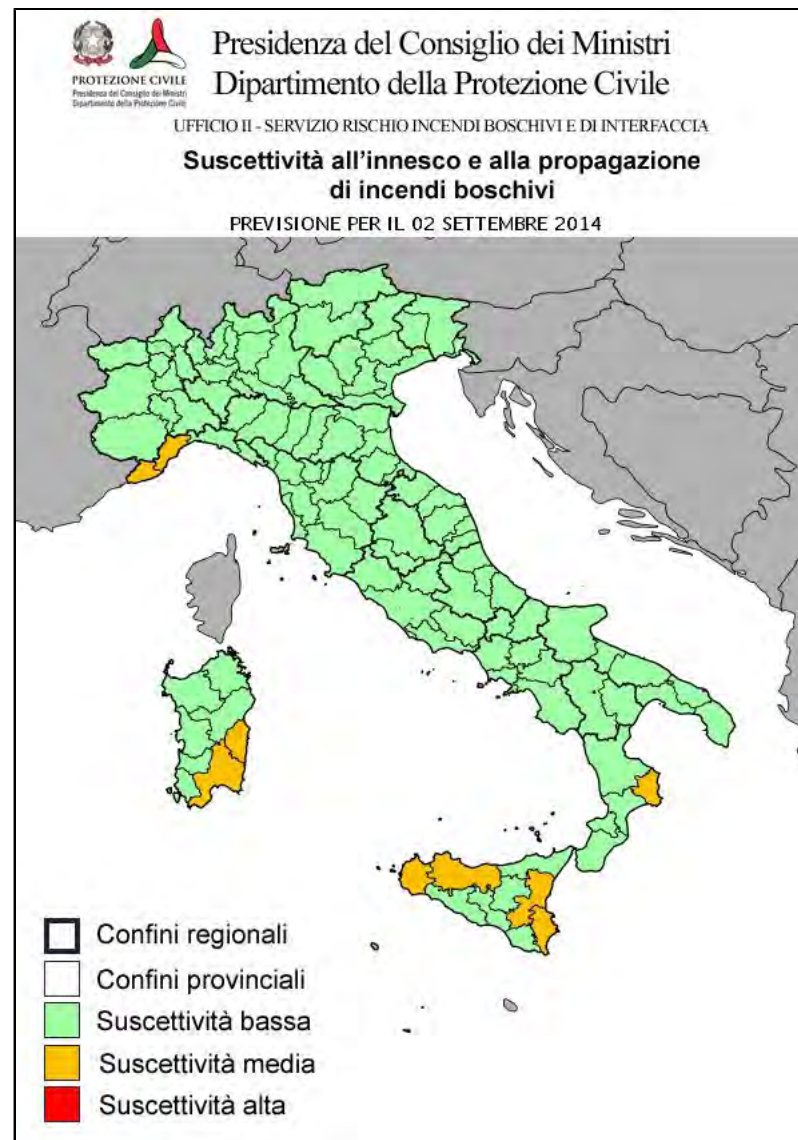 PROTEZIONE CIVILE
Presidenza del Consiglio dei Ministri
Dipartimento della Protezione Civile
Presidenza del Consiglio dei Ministri
Dipartimento della Protezione Civile
UFFICIO II - SERVIZIO RISCHIO INCENDI BOSCHIVI E DI INTERFACCIA
Suscettività all'innesco e alla propagazione
di incendi boschivi
PREVISIONE PER IL 02 SETTEMBRE 2014
Confini regionali
Confini provinciali
Suscettività bassa
Suscettività media
Suscettività alta